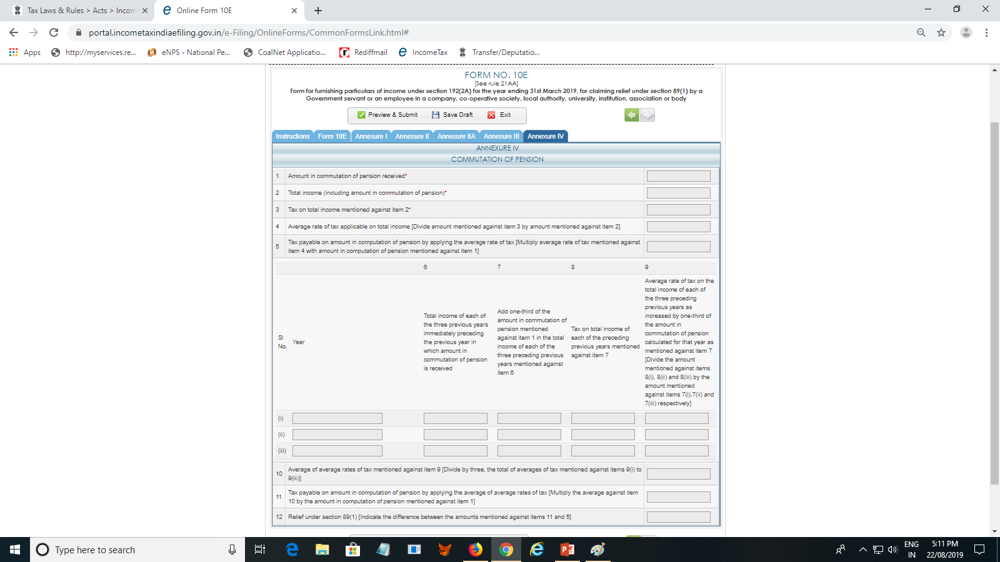 Tax Laws & Rules > Acts > Incom
Online Form 10E
portal.incometaxindiaefiling.gov.in/e-Filing/OnlineForms/CommonFormsLink.html#
Apps
http://myservices.re...
eNPS - National Pe...
CoalNet Applicatio...
Rediffmail
IncomeTax
Transfer/Deputatio...
FORM NO. 10E
[See rule 21AA]
Form for furnishing particulars of income under section 192(2A) for the year ending 31st March 2019, for claiming relief under section 89(1) by a
Government servant or an employee in a company, co-operative society, local authority, university, institution, association or body
Preview & Submit Save Draft Exit
Instructions Form 10E Annexure I Annexure II Annexure IIA Annexure III Annexure IV
ANNEXURE IV
COMMUTATION OF PENSION
1 Amount in commutation of pension received*
2 Total income (including amount in commutation of pension)*
3 Tax on total income mentioned against item 2*
4 Average rate of tax applicable on total income [Divide amount mentioned against item 3 by amount mentioned against item 2]
5 Tax payable on amount in computation of pension by applying the average rate of tax [Multiply average rate of tax mentioned against
item 4 with amount in computation of pension mentioned against item 1]
6 7 8 9
Sl
No.
Year
Total income of each of
the three previous years
immediately preceding
the previous year in
which amount in
commutation of pension
is received
Add one-third of the
amount in commutation of
pension mentioned
against item 1 in the total
income of each of the
three preceding previous
years mentioned against
item 6
Tax on total income of
each of the preceding
previous years mentioned
against item 7
Average rate of tax on the
total income of each of
the three preceding
previous years as
increased by one-third of
the amount in
commutation of pension
calculated for that year as
mentioned against item 7
[Divide the amount
mentioned against items
8(i), 8(ii) and 8(iii) by the
amount mentioned
against items 7(i),7(ii) and
7(iii) respectively]
(i)
(ii)
(iii)
10 Average of average rates of tax mentioned against item 9 [Divide by three, the total of averages of tax mentioned against items 9(i) to
9(iii)]
11 Tax payable on amount in computation of pension by applying the average of average rates of tax [Multiply the average against item
10 by the amount in computation of pension mentioned against item 1]
12 Relief under section 89(1) [Indicate the difference between the amounts mentioned against items 11 and 5]
Type here to search
ENG
IN
5:11 PM
22/08/2019